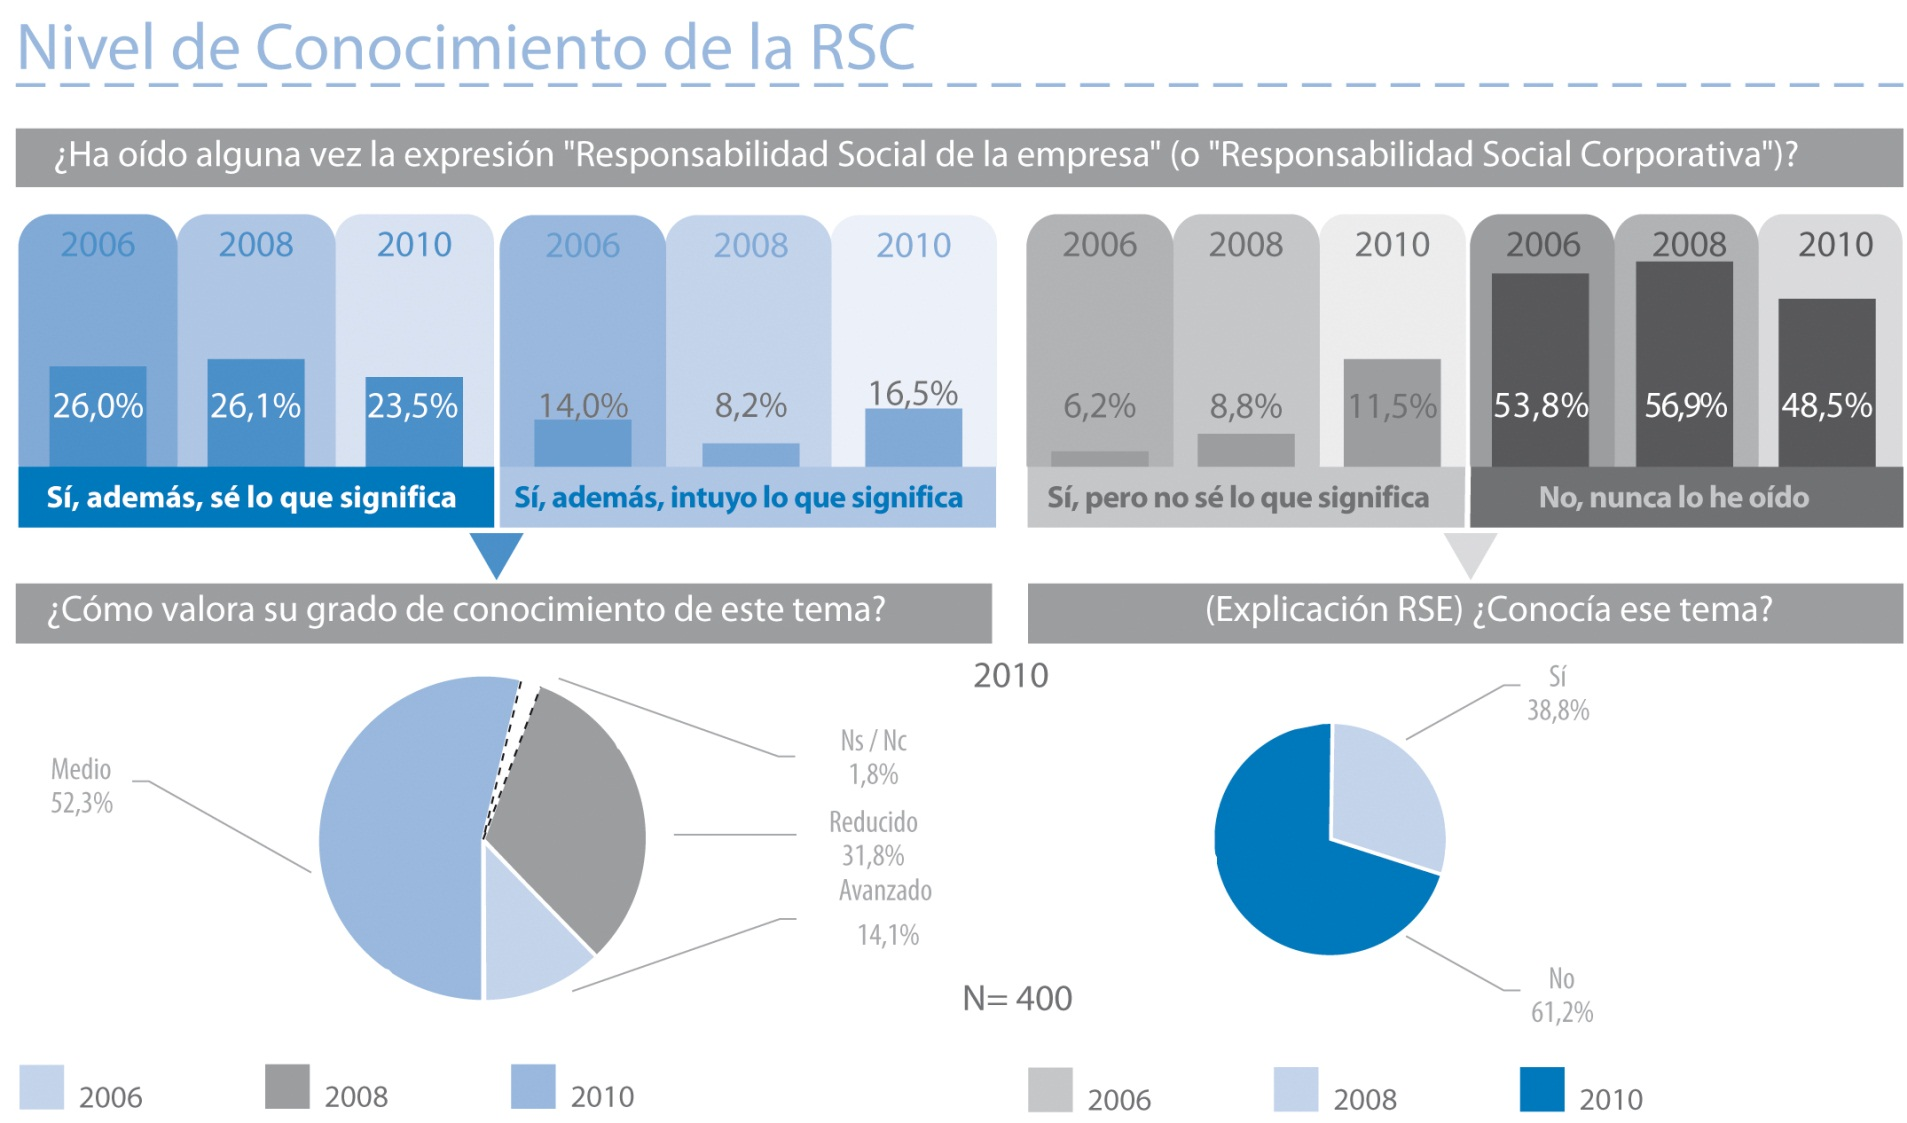 Nivel de Conocimiento de la RSC
¿Ha oído alguna vez la expresión "Responsabilidad Social de la empresa" (o "Responsabilidad Social Corporativa")?
2006 2008 2010 2006 2008 2010 2006 2008 2010 2006 2008 2010
26,0% 26,1% 23,5% 14,0% 8,2% 16,5% 6,2% 8,8% 11,5% 53,8% 56,9% 48,5%
Sí, además, sé lo que significa Sí, además, intuyo lo que significa Sí, pero no sé lo que significa No, nunca lo he oído
¿Cómo valora su grado de conocimiento de este tema?
(Explicación RSE) ¿Conocía ese tema?
2010
Medio
52,3%
Ns / Nc
1,8%
Reducido
31,8%
Avanzado
14,1%
Sí
38,8%
No
61,2%
N= 400
2006 2008 2010
2006 2008 2010